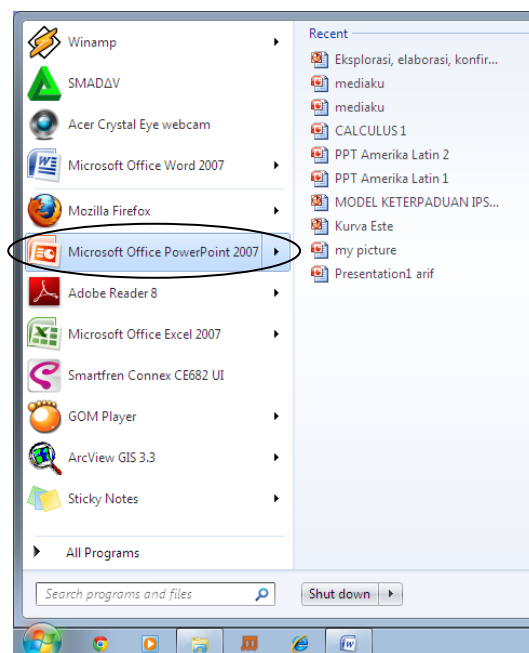 Winamp
SMADΔV
Acer Crystal Eye webcam
Microsoft Office Word 2007
Mozilla Firefox
Microsoft Office PowerPoint 2007
Adobe Reader 8
Microsoft Office Excel 2007
Smartfren Connex CE682 UI
GOM Player
ArcView GIS 3.3
Sticky Notes
All Programs
Search programs and files
Recent
Eksplorasi, elaborasi, konfir...
mediaku
mediaku
CALCULUS 1
PPT Amerika Latin 2
PPT Amerika Latin 1
MODEL KETERPADUAN IPS...
Kurva Este
my picture
Presentation1 arif
Shut down